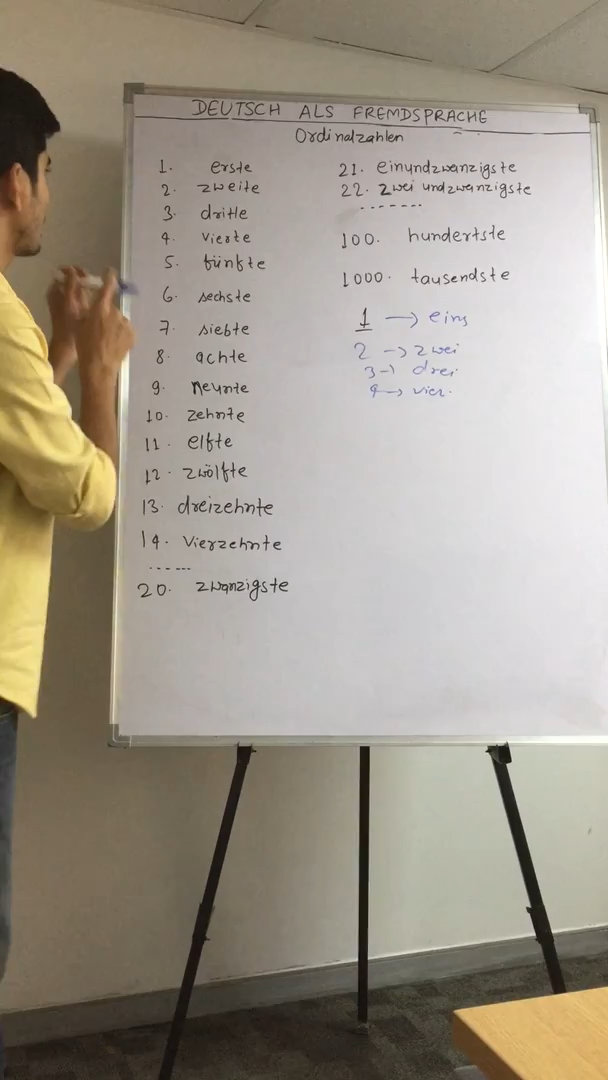 DEUTSCH ALS FREMDSPRACHE
Ordinalzahlen
1. erste
2. zweite
3. dritte
4. vierte
5. fünfte
6. sechste
7. siebte
8. achte
9. neunte
10. zehnte
11. elfte
12. zwölfte
13. dreizehnte
14. vierzehnte
------
20. zwanzigste
21. einundzwanzigste
22. zwei undzwanzigste
-------
100. hundertste
1000. tausendste
1 → eins
2 → zwei
3 → drei
4 → vier.